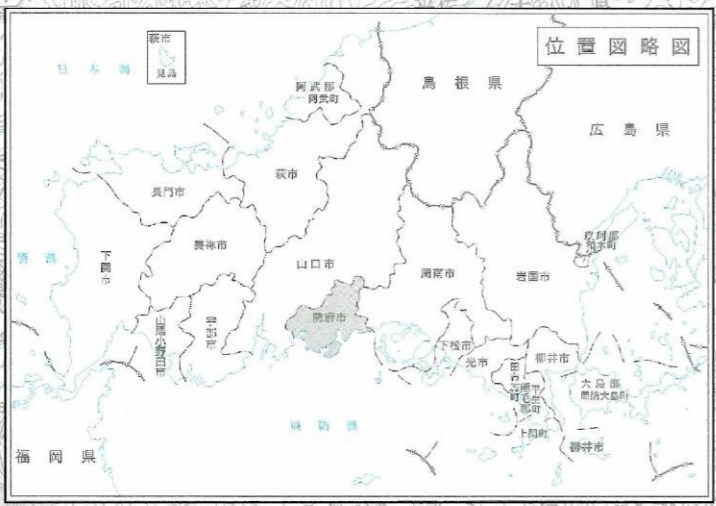 位置図略図
萩市
見島
日本海
阿武郡
阿武町
島根県
広島県
萩市
長門市
美祢市
下関市
響灘
山口市
周南市
岩国市
玖珂郡
和木町
防府市
宇部市
山陽小野田市
下松市
光市
柳井市
田布施町
熊毛郡
平生町
大島郡
周防大島町
上関町
柳井市
周防灘
福岡県